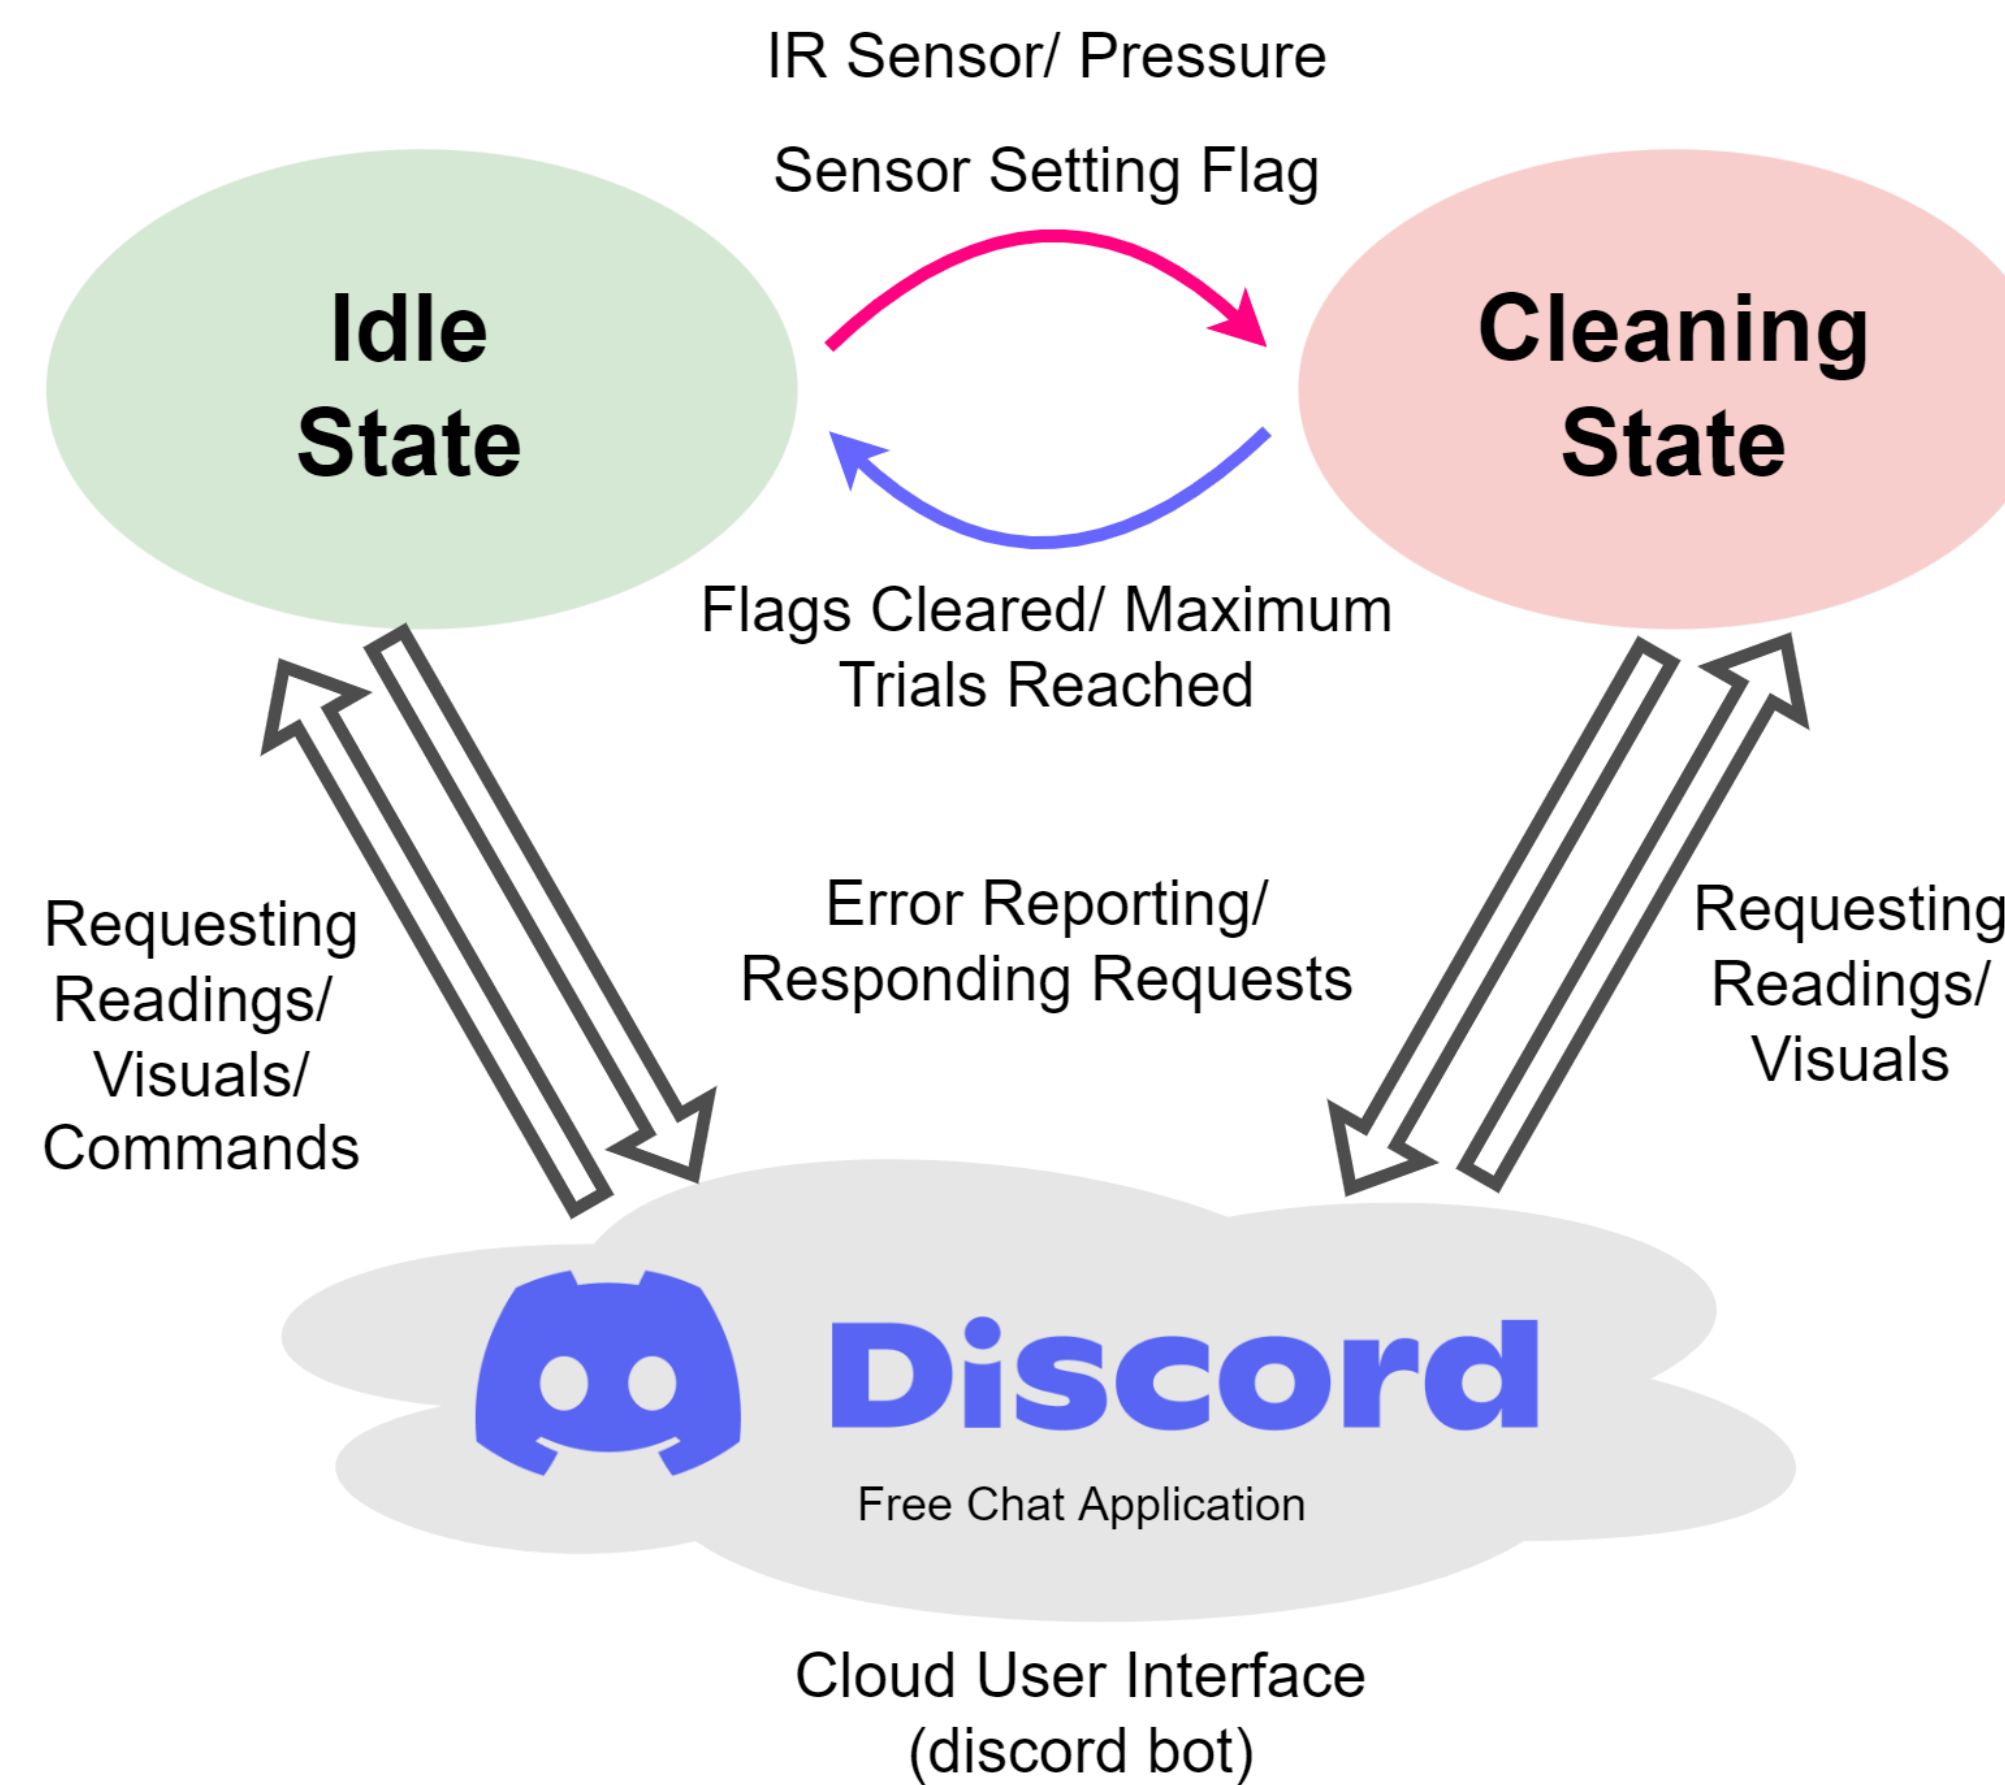 IR Sensor/ Pressure
Sensor Setting Flag
Idle
State
Cleaning
State
Flags Cleared/ Maximum
Trials Reached
Requesting
Readings/
Visuals/
Commands
Error Reporting/
Responding Requests
Requesting
Readings/
Visuals
Discord
Free Chat Application
Cloud User Interface
(discord bot)